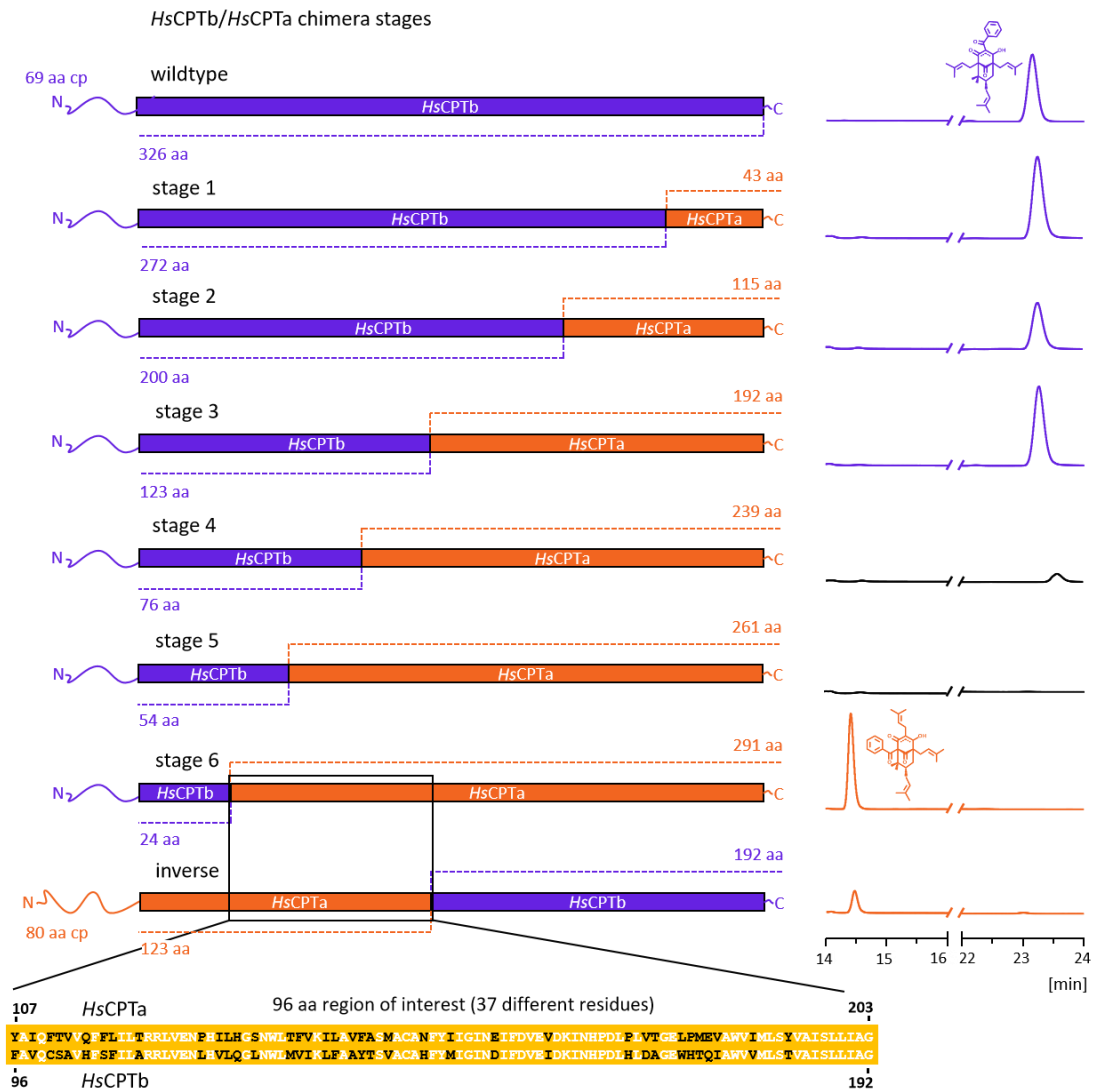 HsCPTb/HsCPTa chimera stages
wildtype
69 aa cp
N
HsCPTb
C
326 aa
stage 1
43 aa
N
HsCPTb
HsCPTa
C
272 aa
stage 2
115 aa
N
HsCPTb
HsCPTa
C
200 aa
stage 3
192 aa
N
HsCPTb
HsCPTa
C
123 aa
stage 4
239 aa
N
HsCPTb
HsCPTa
C
76 aa
stage 5
261 aa
N
HsCPTb
HsCPTa
C
54 aa
stage 6
291 aa
N
HsCPTb
HsCPTa
C
24 aa
inverse
192 aa
N
HsCPTa
HsCPTb
C
80 aa cp
123 aa
O
O
OH
O
O
O
OH
O
O
14 15 16 22 23 24
[min]
107 HsCPTa 96 aa region of interest (37 different residues) 203
YAIQFTVVQFFLILTRRLVENPHILHGSNWLTFVKILAVFASMACANFYIIGINEIFDVEVDKINHPDLPLVTGELPMEVAWVIMLSYVAISLLIAG
FAVQCSAVHFSFILARRLVENLHVLQGLNWLMVIKLFAAYTSVACAHFYMIGINDIFDVEIDKINHPDLHLDAGEWHTQIAWVVMLSTVAISLLIAG
96 HsCPTb 192